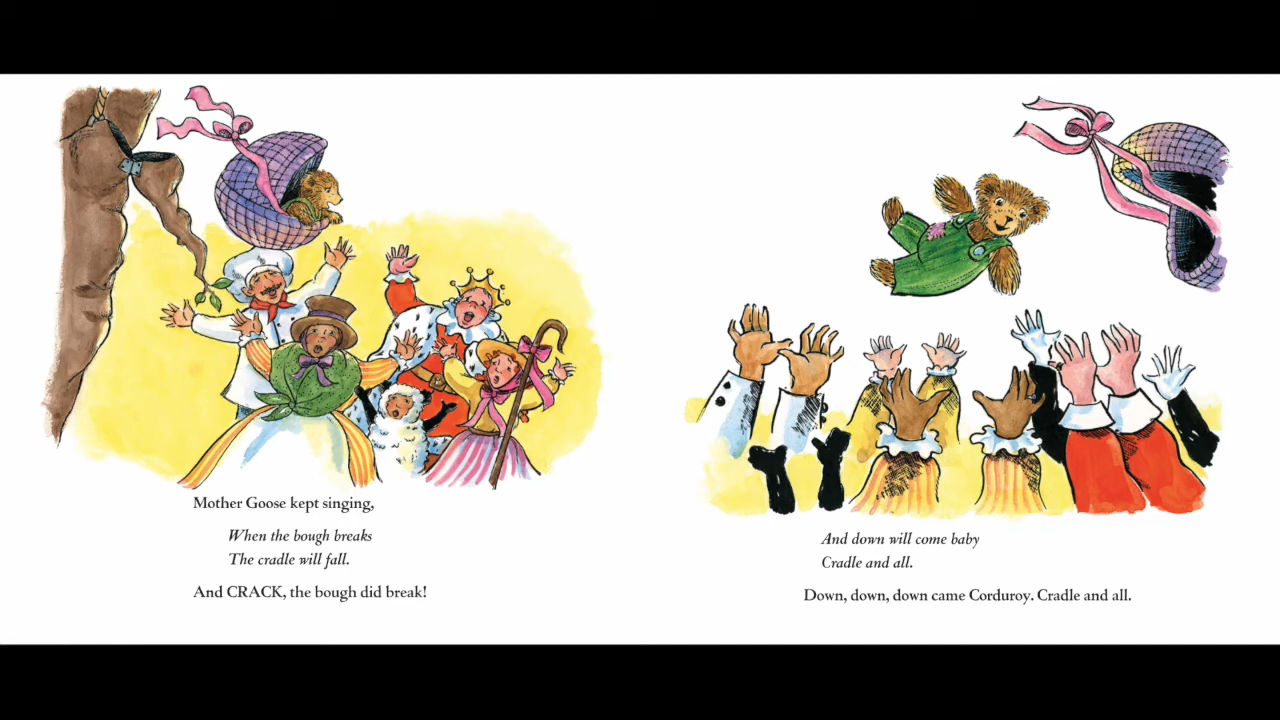 Mother Goose kept singing,
When the bough breaks
The cradle will fall.
And CRACK, the bough did break!
And down will come baby
Cradle and all.
Down, down, down came Corduroy. Cradle and all.